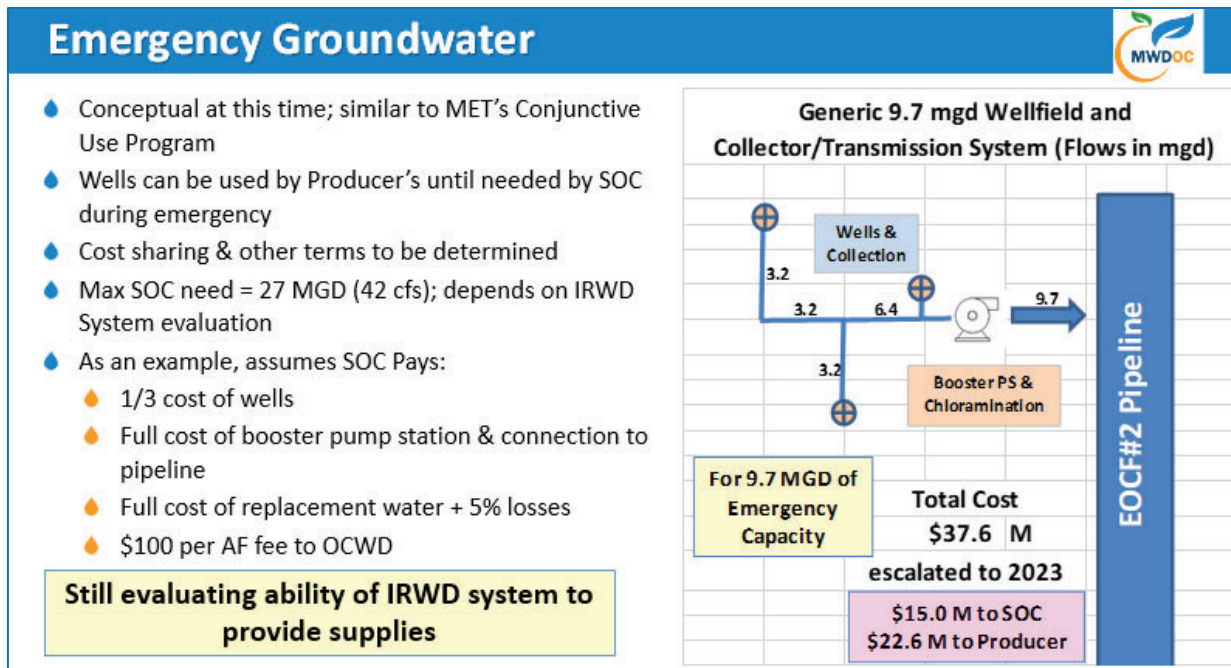 Emergency Groundwater
MWDOC
Conceptual at this time; similar to MET's Conjunctive
Use Program
Wells can be used by Producer's until needed by SOC
during emergency
Cost sharing & other terms to be determined
Max SOC need = 27 MGD (42 cfs); depends on IRWD
System evaluation
As an example, assumes SOC Pays:
1/3 cost of wells
Full cost of booster pump station & connection to
pipeline
Full cost of replacement water + 5% losses
$100 per AF fee to OCWD
Still evaluating ability of IRWD system to
provide supplies
Generic 9.7 mgd Wellfield and
Collector/Transmission System (Flows in mgd)
Wells &
Collection
3.2
3.2
6.4
9.7
3.2
Booster PS &
Chloramination
EOCF#2 Pipeline
For 9.7 MGD of
Emergency
Capacity
Total Cost
$37.6 M
escalated to 2023
$15.0 M to SOC
$22.6 M to Producer